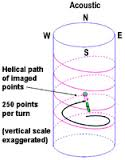 Acoustic
N
W
E
S
Helical path
of imaged
points
250 points
per turn
(vertical scale
exaggerated)